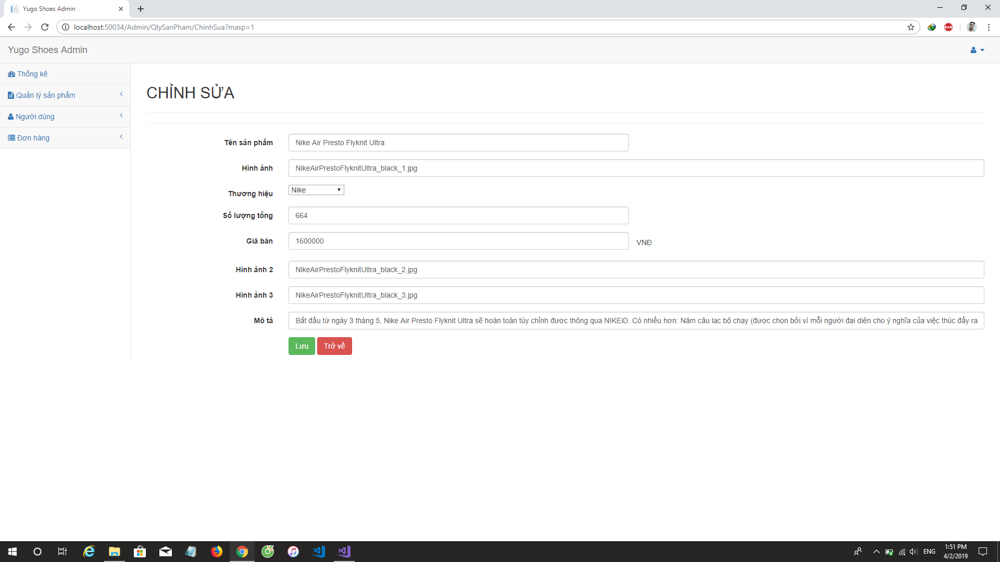 Yugo Shoes Admin
localhost:50034/Admin/QlySanPham/ChinhSua?masp=1
EAB
Yugo Shoes Admin
Thống kê
Quản lý sản phẩm
Người dùng
Đơn hàng
CHỈNH SỬA
Tên sản phẩm Nike Air Presto Flyknit Ultra
Hình ảnh NikeAirPrestoFlyknitUltra_black_1.jpg
Thương hiệu Nike
Số lượng tổng 664
Giá bán 1600000 VNĐ
Hình ảnh 2 NikeAirPrestoFlyknitUltra_black_2.jpg
Hình ảnh 3 NikeAirPrestoFlyknitUltra_black_3.jpg
Mô tả Bắt đầu từ ngày 3 tháng 5, Nike Air Presto Flyknit Ultra sẽ hoàn toàn tùy chỉnh được thông qua NIKEiD. Có nhiều hơn: Năm câu lạc bộ chạy (được chọn bởi vì mỗi người đại diện cho ý nghĩa của việc thúc đẩy ra
Lưu Trở về
ENG
1:51 PM
4/2/2019